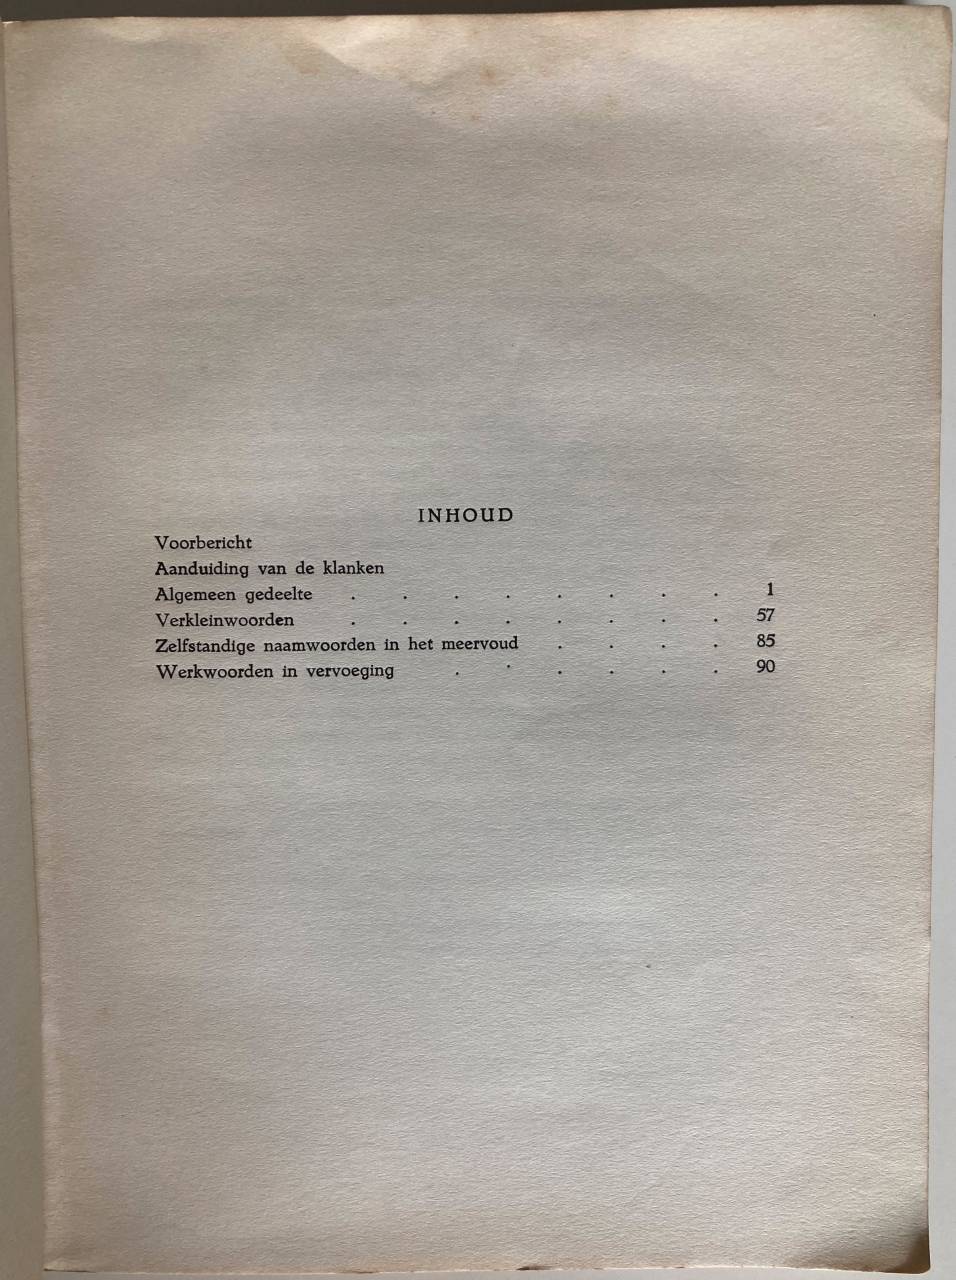 INHOUD
Voorbericht
Aanduiding van de klanken
Algemeen gedeelte . . . . . . . . 1
Verkleinwoorden . . . . . . . . 57
Zelfstandige naamwoorden in het meervoud . . . . 85
Werkwoorden in vervoeging . . . . . . 90